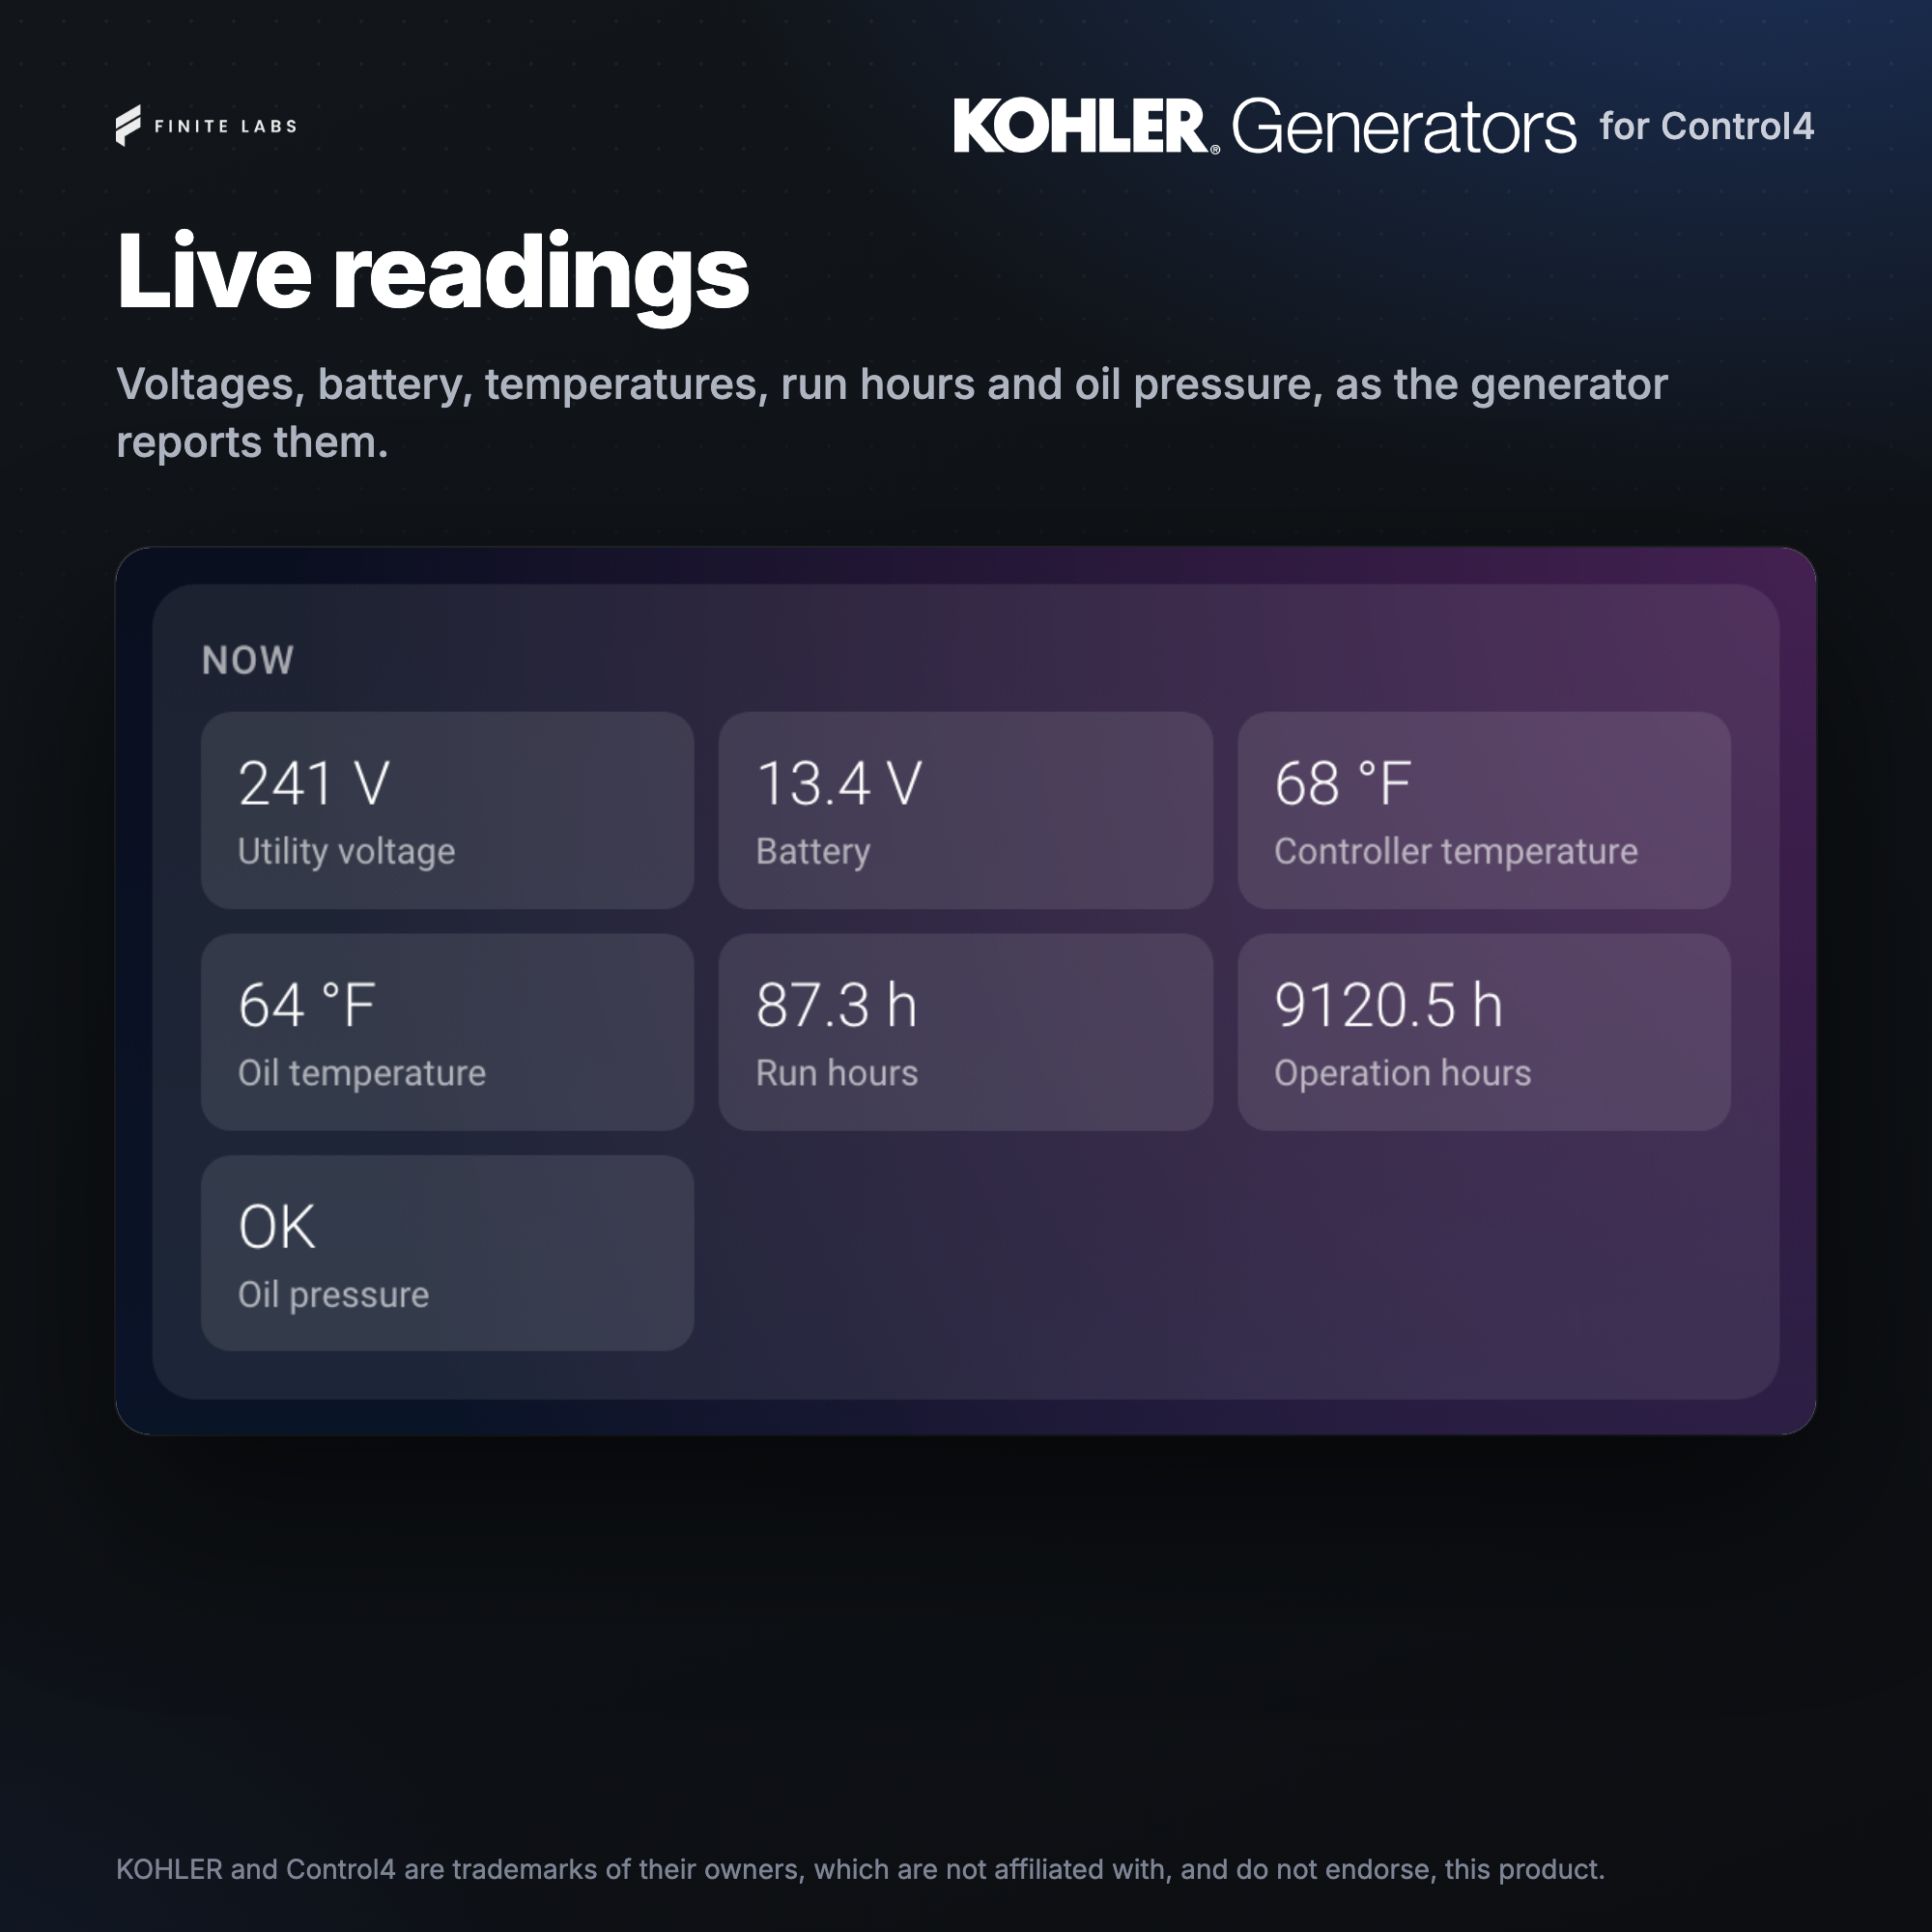 FINITE LABS
KOHLER® Generators for Control4
Live readings
Voltages, battery, temperatures, run hours and oil pressure, as the generator
reports them.
NOW
241 V
Utility voltage
13.4 V
Battery
68 °F
Controller temperature
64 °F
Oil temperature
87.3 h
Run hours
9120.5 h
Operation hours
OK
Oil pressure
KOHLER and Control4 are trademarks of their owners, which are not affiliated with, and do not endorse, this product.